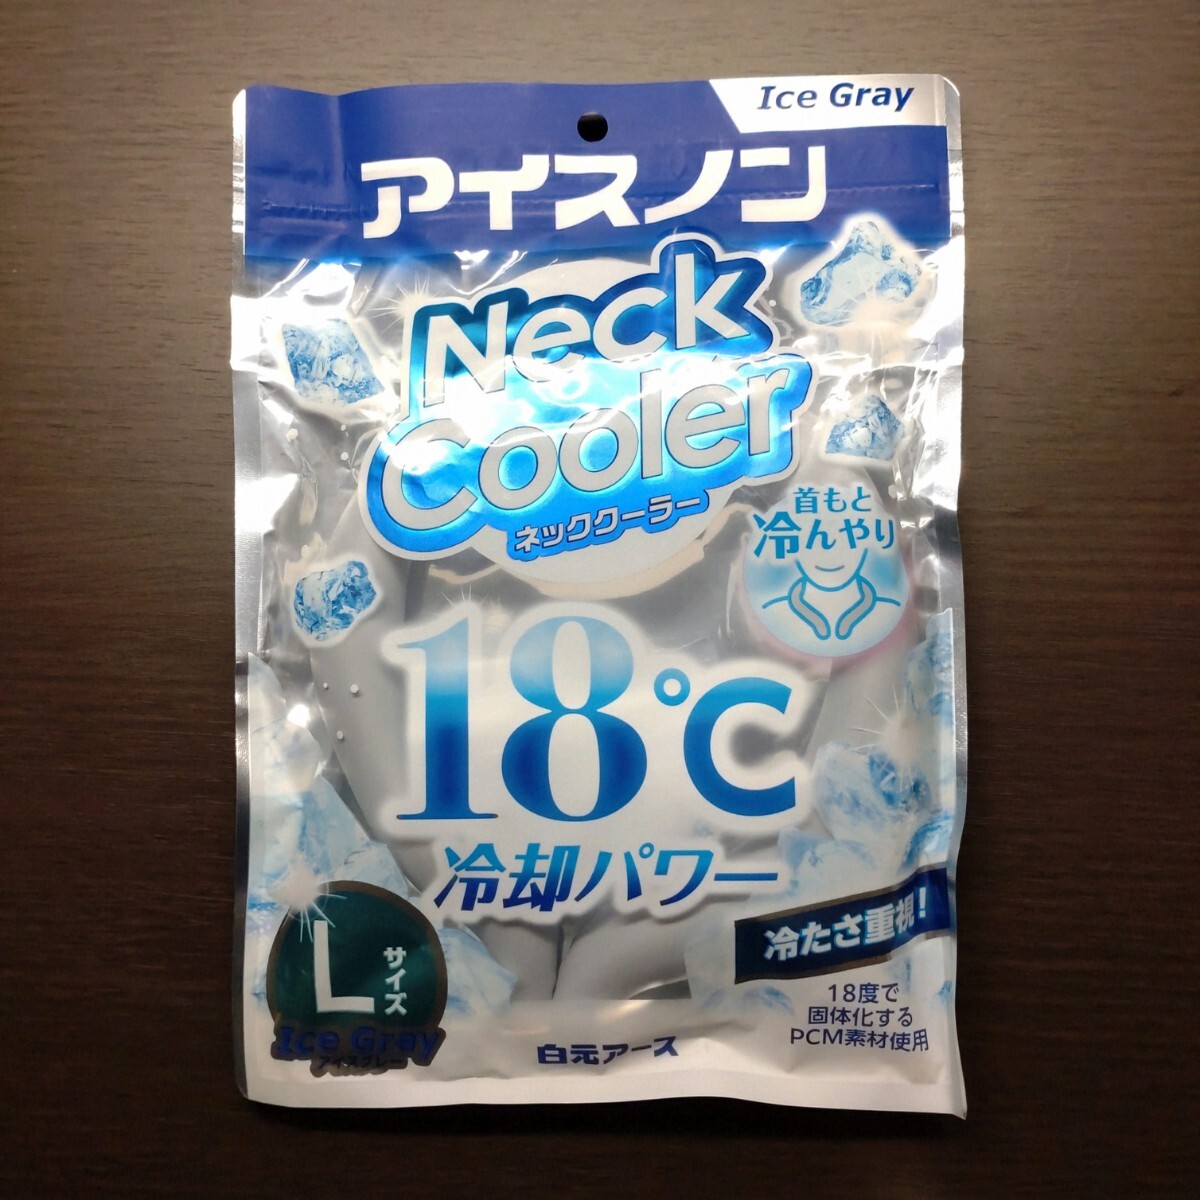 Ice Gray
アイスノン
Neck
Cooler
ネッククーラー
首もと
冷んやり
18℃
冷却パワー
冷たさ重視!
L
サイズ
Ice Gray
アイスグレー
18度で
固体化する
PCM素材使用
白元アース